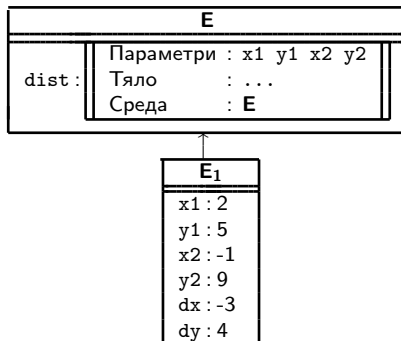 E
dist : Параметри : x1 y1 x2 y2
Тяло : ...
Среда : E
E₁
x1 : 2
y1 : 5
x2 : -1
y2 : 9
dx : -3
dy : 4